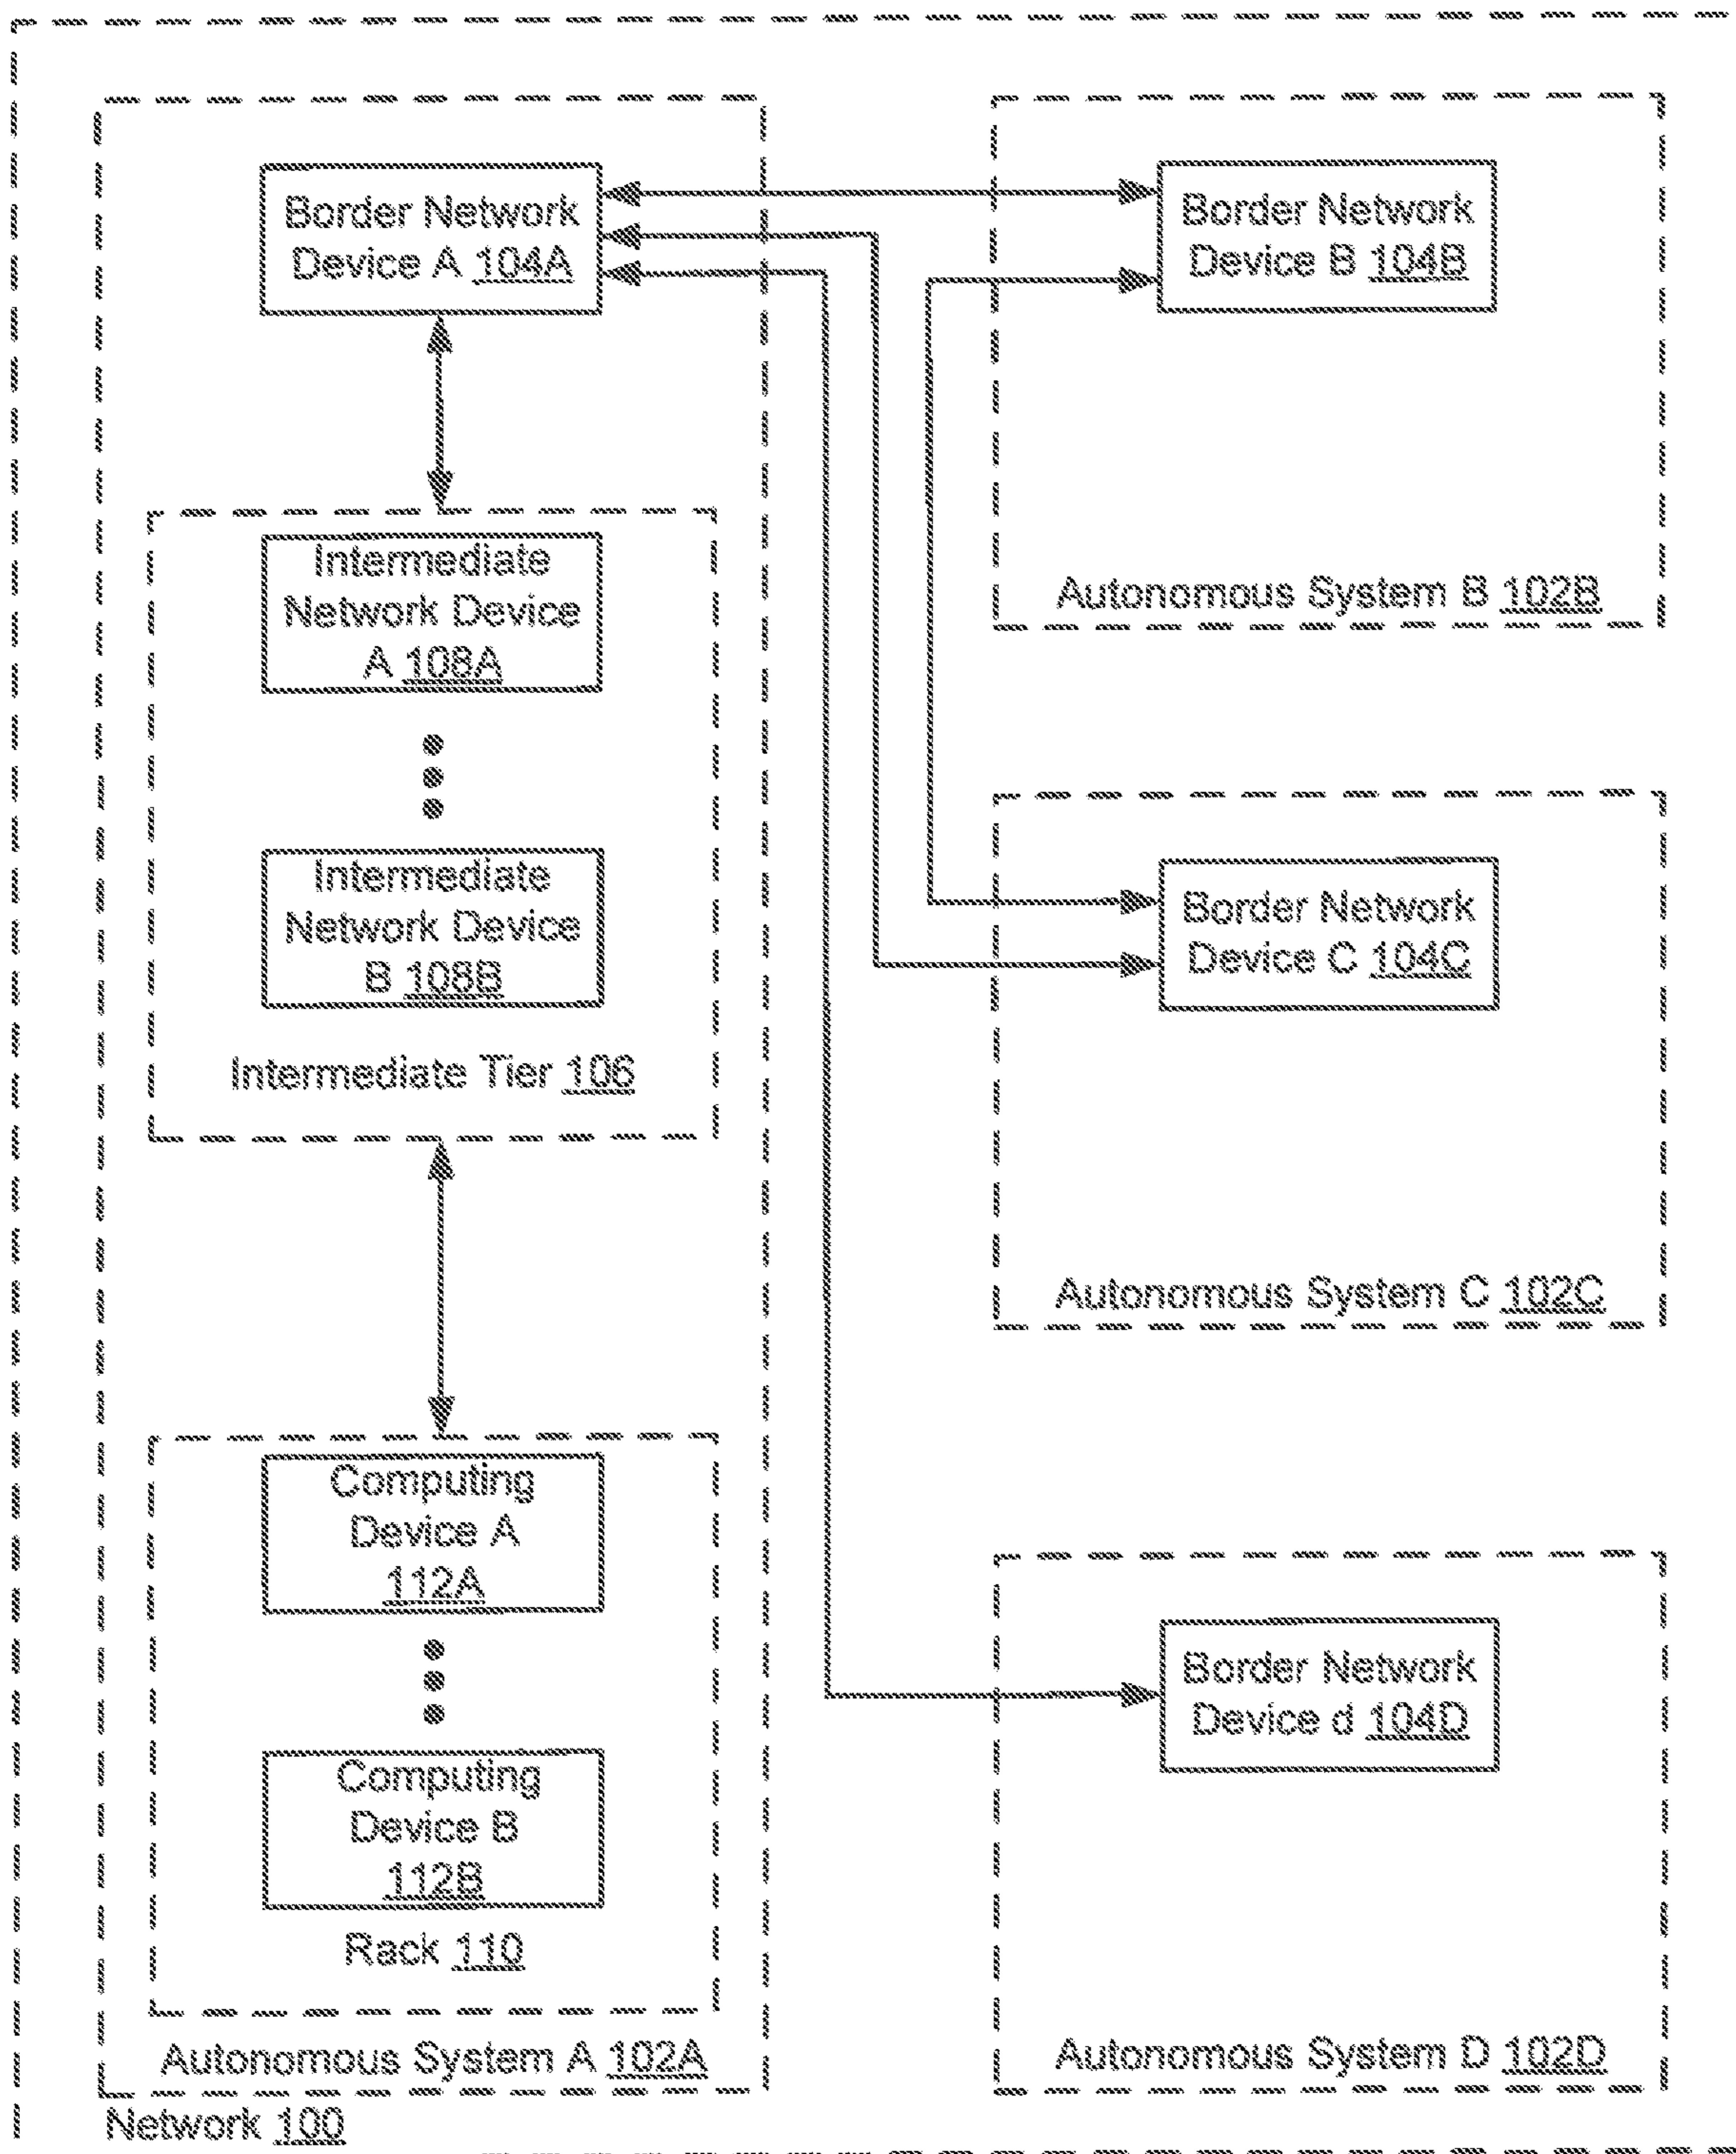 Border Network
Device A 104A
Border Network
Device B 104B
Intermediate
Network Device
A 108A
Autonomous System B 102B
Intermediate
Network Device
B 108B
Border Network
Device C 104C
Intermediate Tier 106
Autonomous System C 102C
Computing
Device A
112A
Border Network
Device d 104D
Computing
Device B
112B
Rack 110
Autonomous System A 102A
Autonomous System D 102D
Network 100